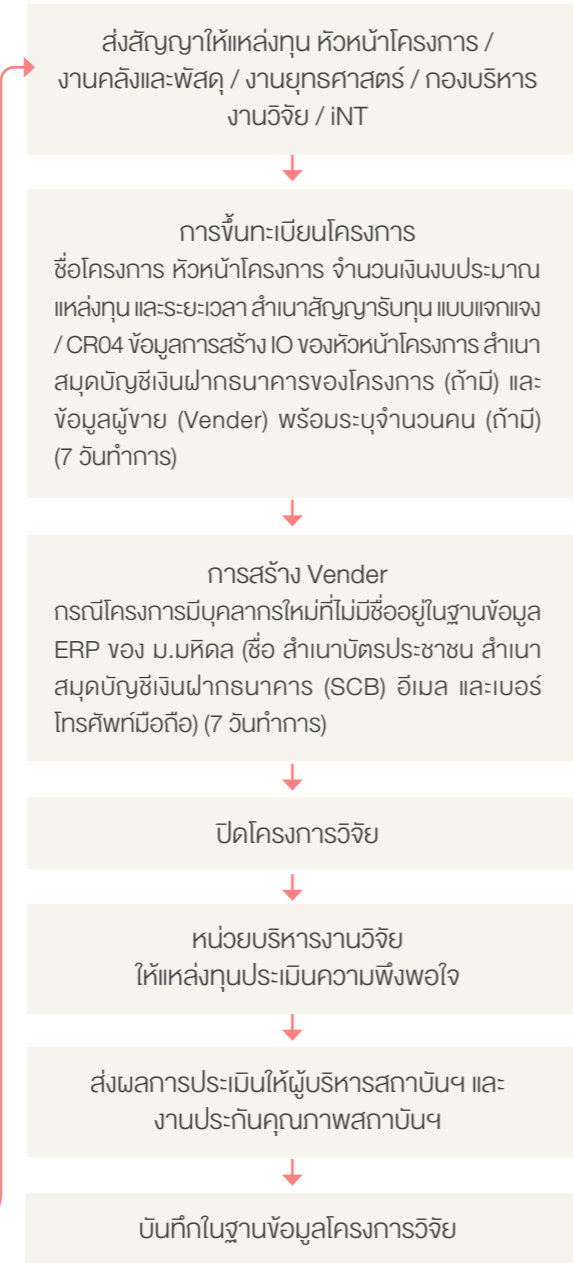 ส่งสัญญาให้แหล่งทุน หัวหน้าโครงการ /
งานคลังและพัสดุ / งานยุทธศาสตร์ / กองบริหาร
งานวิจัย / iNT
การขึ้นทะเบียนโครงการ
ชื่อโครงการ หัวหน้าโครงการ จำนวนเงินงบประมาณ
แหล่งทุน และระยะเวลา สำเนาสัญญารับทุน แบบแจกแจง
/ CR04 ข้อมูลการสร้าง IO ของหัวหน้าโครงการ สำเนา
สมุดบัญชีเงินฝากธนาคารของโครงการ (ถ้ามี) และ
ข้อมูลผู้ขาย (Vender) พร้อมระบุจำนวนคน (ถ้ามี)
(7 วันทำการ)
การสร้าง Vender
กรณีโครงการมีบุคลากรใหม่ที่ไม่มีชื่ออยู่ในฐานข้อมูล
ERP ของ ม.มหิดล (ชื่อ สำเนาบัตรประชาชน สำเนา
สมุดบัญชีเงินฝากธนาคาร (SCB) อีเมล และเบอร์
โทรศัพท์มือถือ) (7 วันทำการ)
ปิดโครงการวิจัย
หน่วยบริหารงานวิจัย
ให้แหล่งทุนประเมินความพึงพอใจ
ส่งผลการประเมินให้ผู้บริหารสถาบันฯ และ
งานประกันคุณภาพสถาบันฯ
บันทึกในฐานข้อมูลโครงการวิจัย